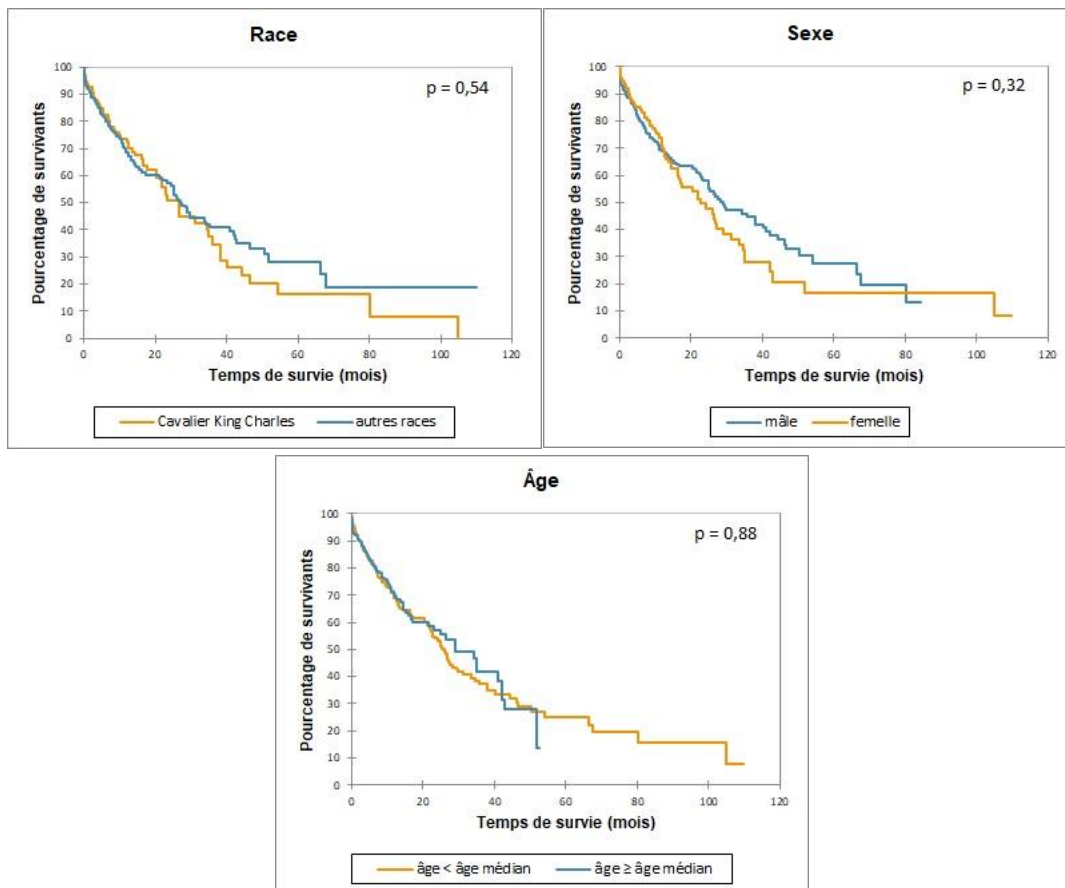 Race
p = 0,54
Pourcentage de survivants
100
90
80
70
60
50
40
30
20
10
0
0 20 40 60 80 100 120
Temps de survie (mois)
Cavalier King Charles autres races
Sexe
p = 0,32
Pourcentage de survivants
100
90
80
70
60
50
40
30
20
10
0
0 20 40 60 80 100 120
Temps de survie (mois)
mâle femelle
Âge
p = 0,88
Pourcentage de survivants
100
90
80
70
60
50
40
30
20
10
0
0 20 40 60 80 100 120
Temps de survie (mois)
âge < âge médian âge ≥ âge médian